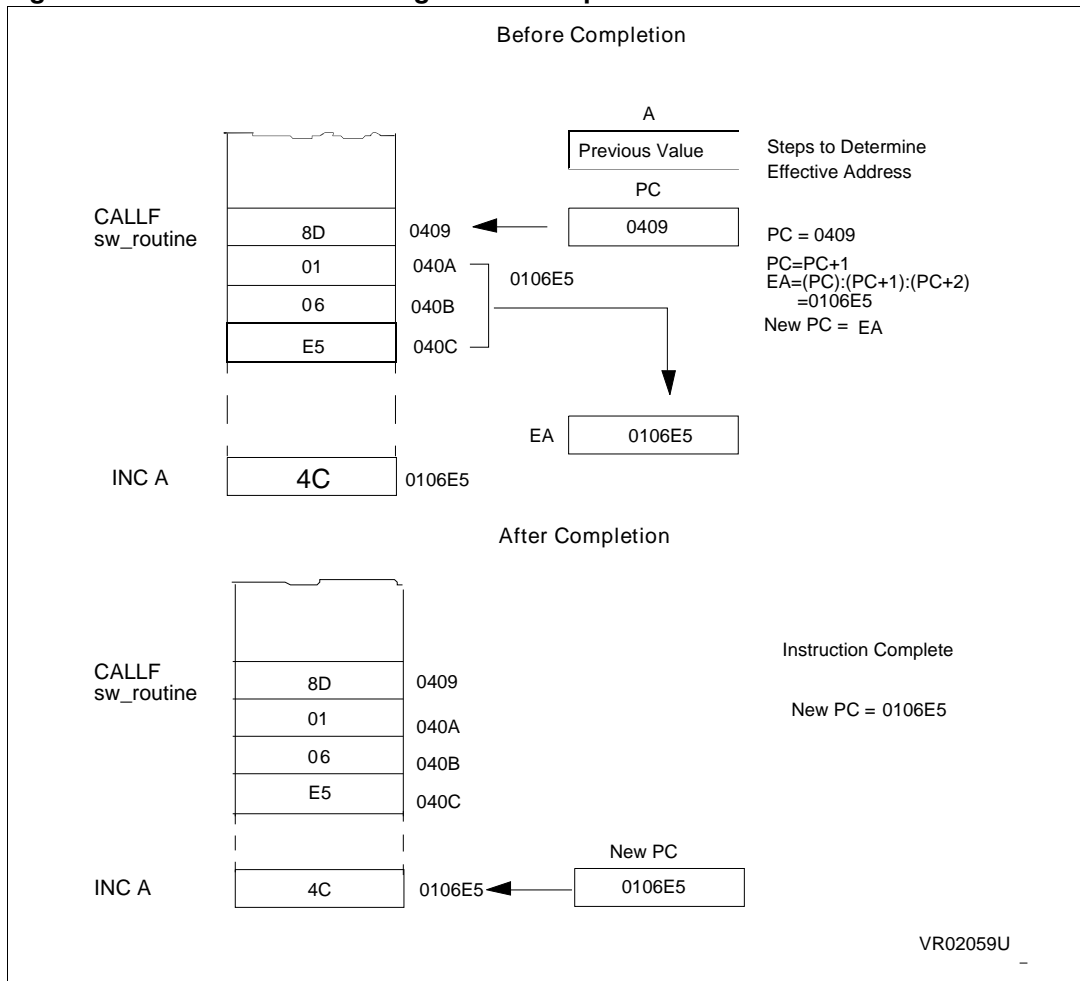 Before Completion
A
Previous Value
Steps to Determine
Effective Address
PC
CALLF
sw_routine
8D
0409
0409
PC = 0409
01
040A
0106E5
PC=PC+1
EA=(PC):(PC+1):(PC+2)
=0106E5
06
040B
New PC = EA
E5
040C
EA
0106E5
INC A
4C
0106E5
After Completion
Instruction Complete
CALLF
sw_routine
8D
0409
New PC = 0106E5
01
040A
06
040B
E5
040C
New PC
INC A
4C
0106E5
0106E5
VR02059U
_